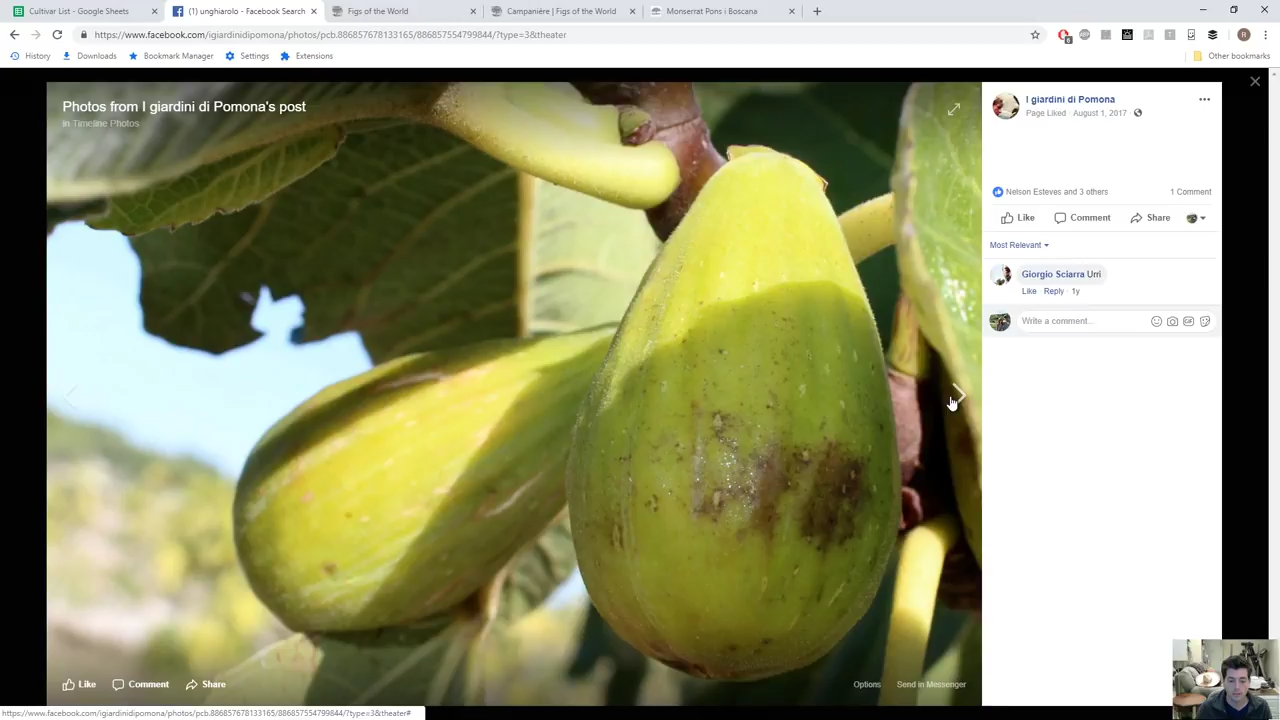 Cultivar List - Google Sheets
(1) unghiarolo - Facebook Search
Figs of the World
Campanière | Figs of the World
Monserrat Pons i Boscana
https://www.facebook.com/igiardinidipomona/photos/pcb.886857678133165/886857554799844/?type=3&theater
History
Downloads
Bookmark Manager
Settings
Extensions
Other bookmarks
Photos from I giardini di Pomona's post
in Timeline Photos
I giardini di Pomona
Page Liked · August 1, 2017 ·
Nelson Esteves and 3 others
1 Comment
Like
Comment
Share
Most Relevant
Giorgio Sciarra Urri
Like Reply · 1y
Write a comment...
Like
Comment
Share
Options
Send in Messenger
https://www.facebook.com/igiardinidipomona/photos/pcb.886857678133165/886857554799844/?type=3&theater#